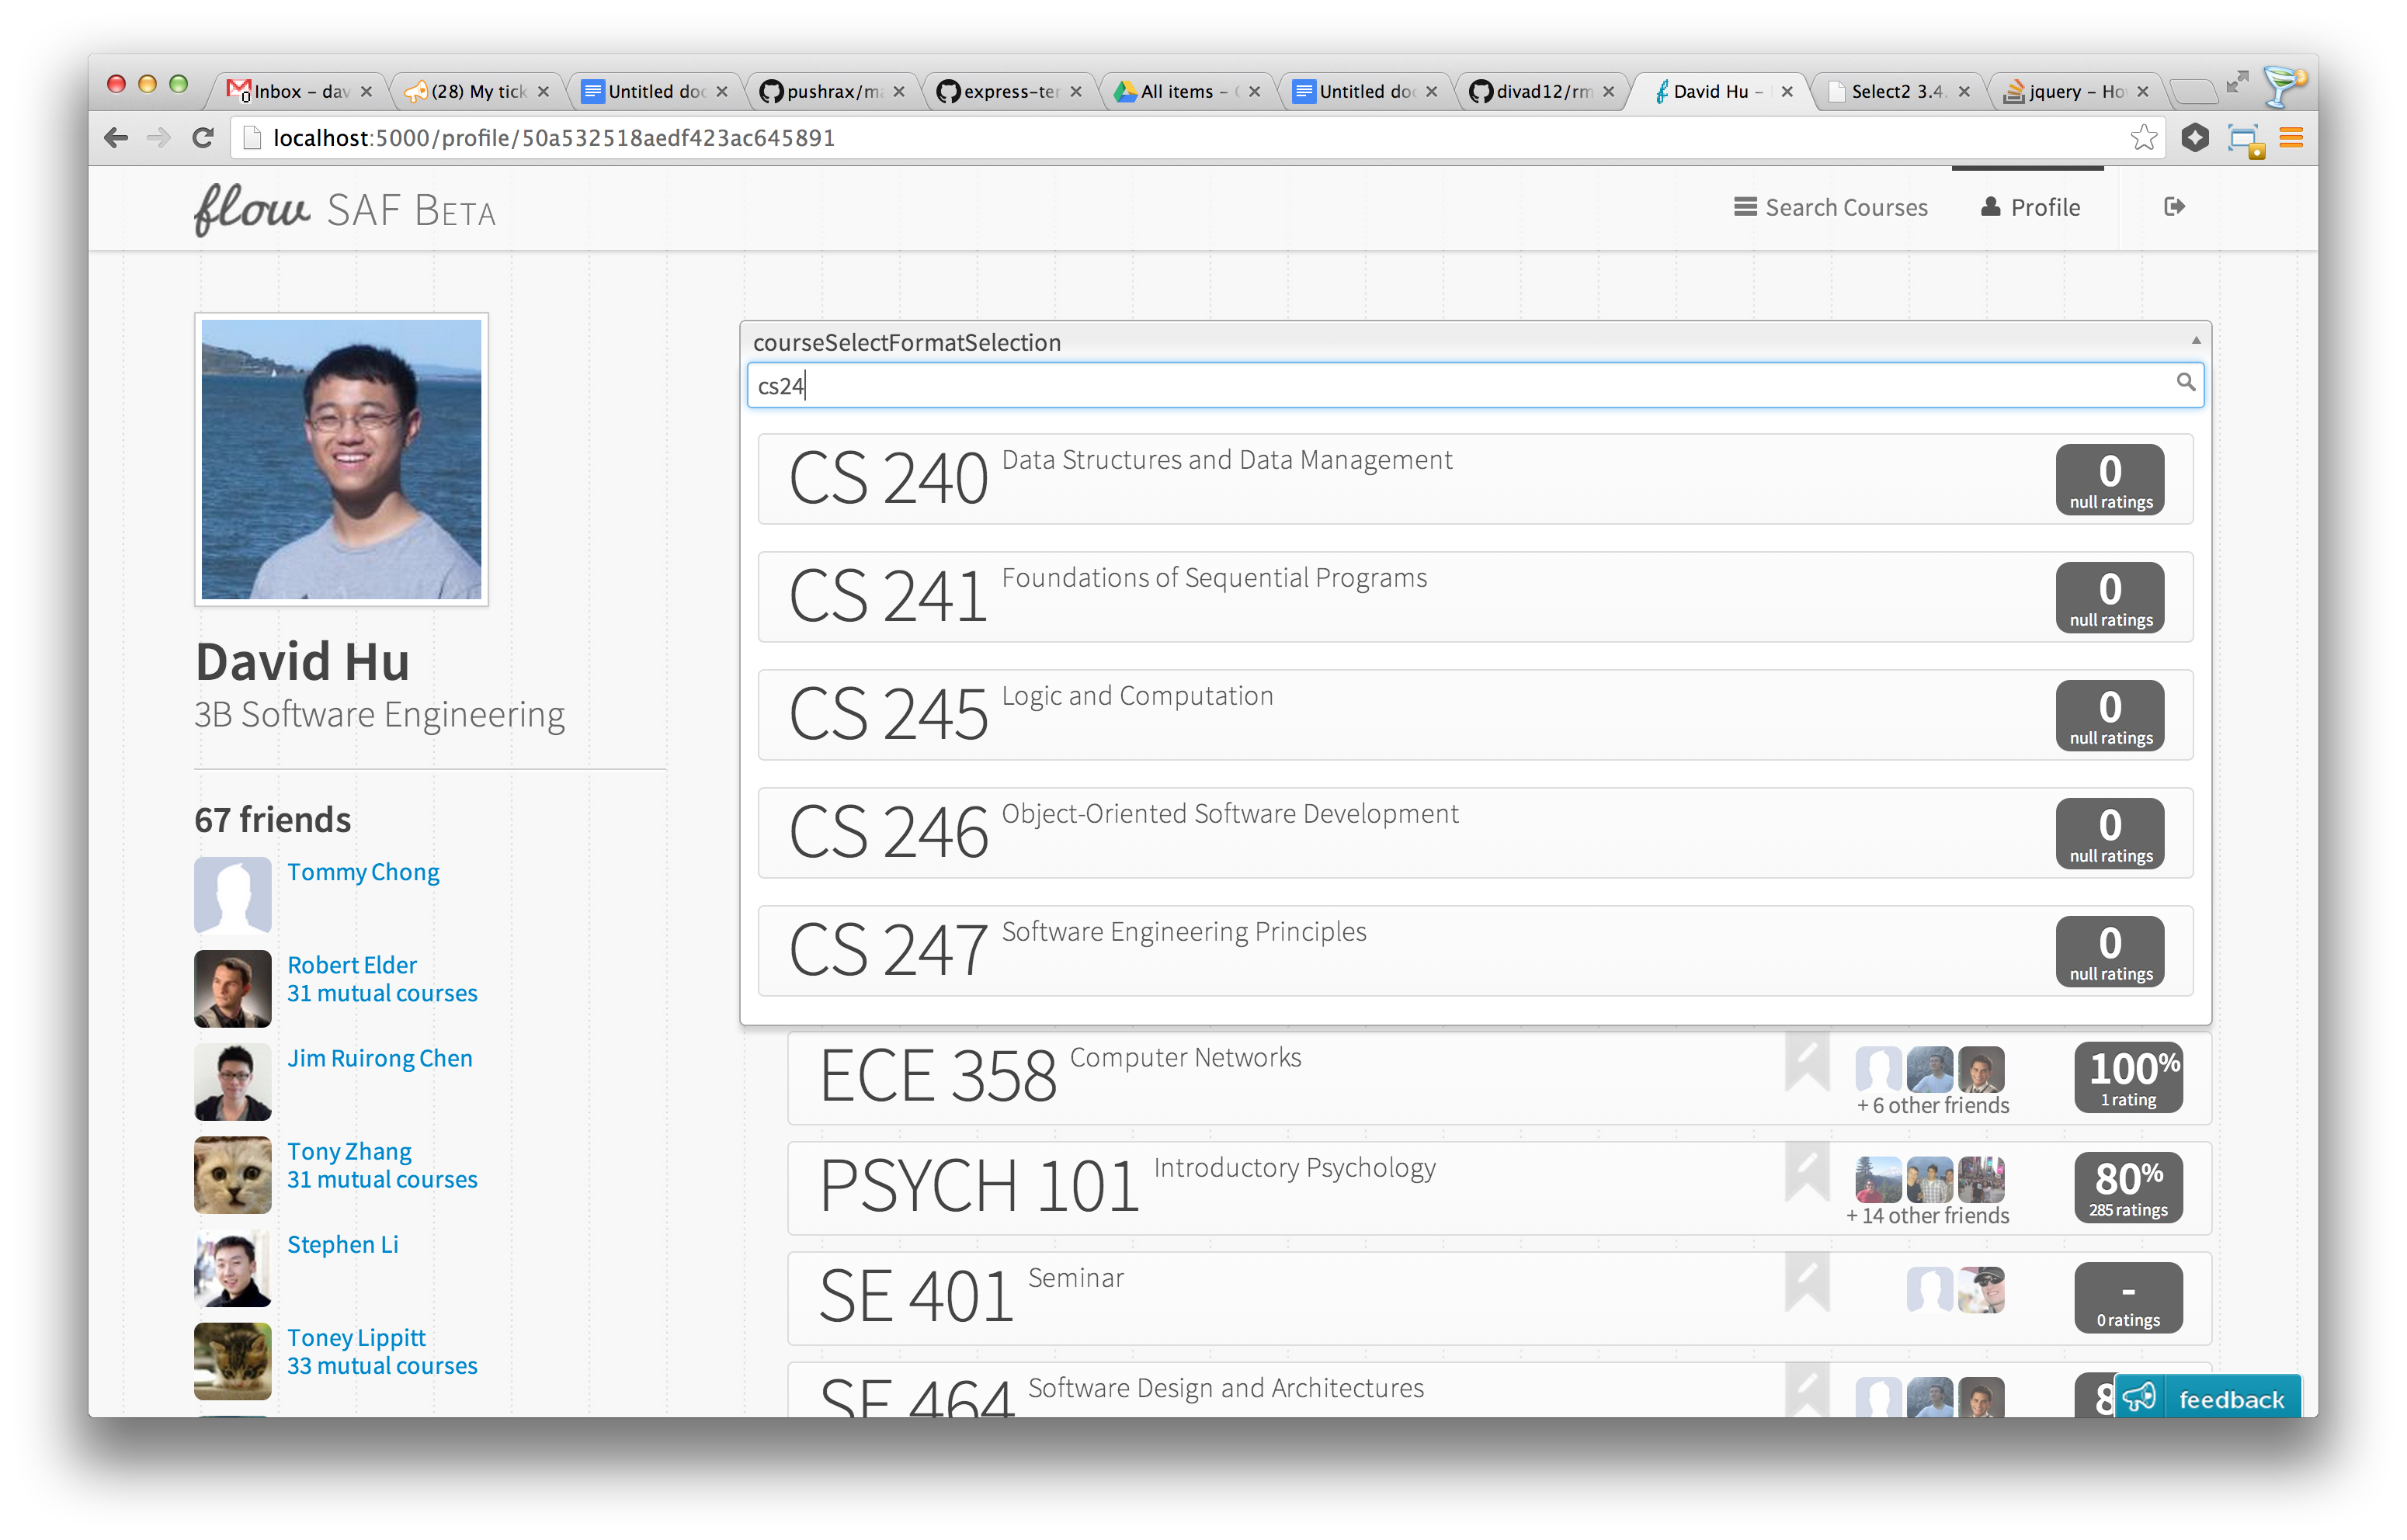 Inbox – dav
(28) My tick
Untitled doc
pushrax/ma
express-ter
All items –
Untitled doc
divad12/rm
David Hu –
Select2 3.4.
jquery – Ho
localhost:5000/profile/50a532518aedf423ac645891
flow SAF BETA
Search Courses
Profile
courseSelectFormatSelection
cs24
CS 240 Data Structures and Data Management
0
null ratings
CS 241 Foundations of Sequential Programs
0
null ratings
CS 245 Logic and Computation
0
null ratings
CS 246 Object-Oriented Software Development
0
null ratings
CS 247 Software Engineering Principles
0
null ratings
David Hu
3B Software Engineering
67 friends
Tommy Chong
Robert Elder
31 mutual courses
Jim Ruirong Chen
Tony Zhang
31 mutual courses
Stephen Li
Toney Lippitt
33 mutual courses
ECE 358 Computer Networks
+ 6 other friends
100%
1 rating
PSYCH 101 Introductory Psychology
+ 14 other friends
80%
285 ratings
SE 401 Seminar
-
0 ratings
SE 464 Software Design and Architectures
8
feedback